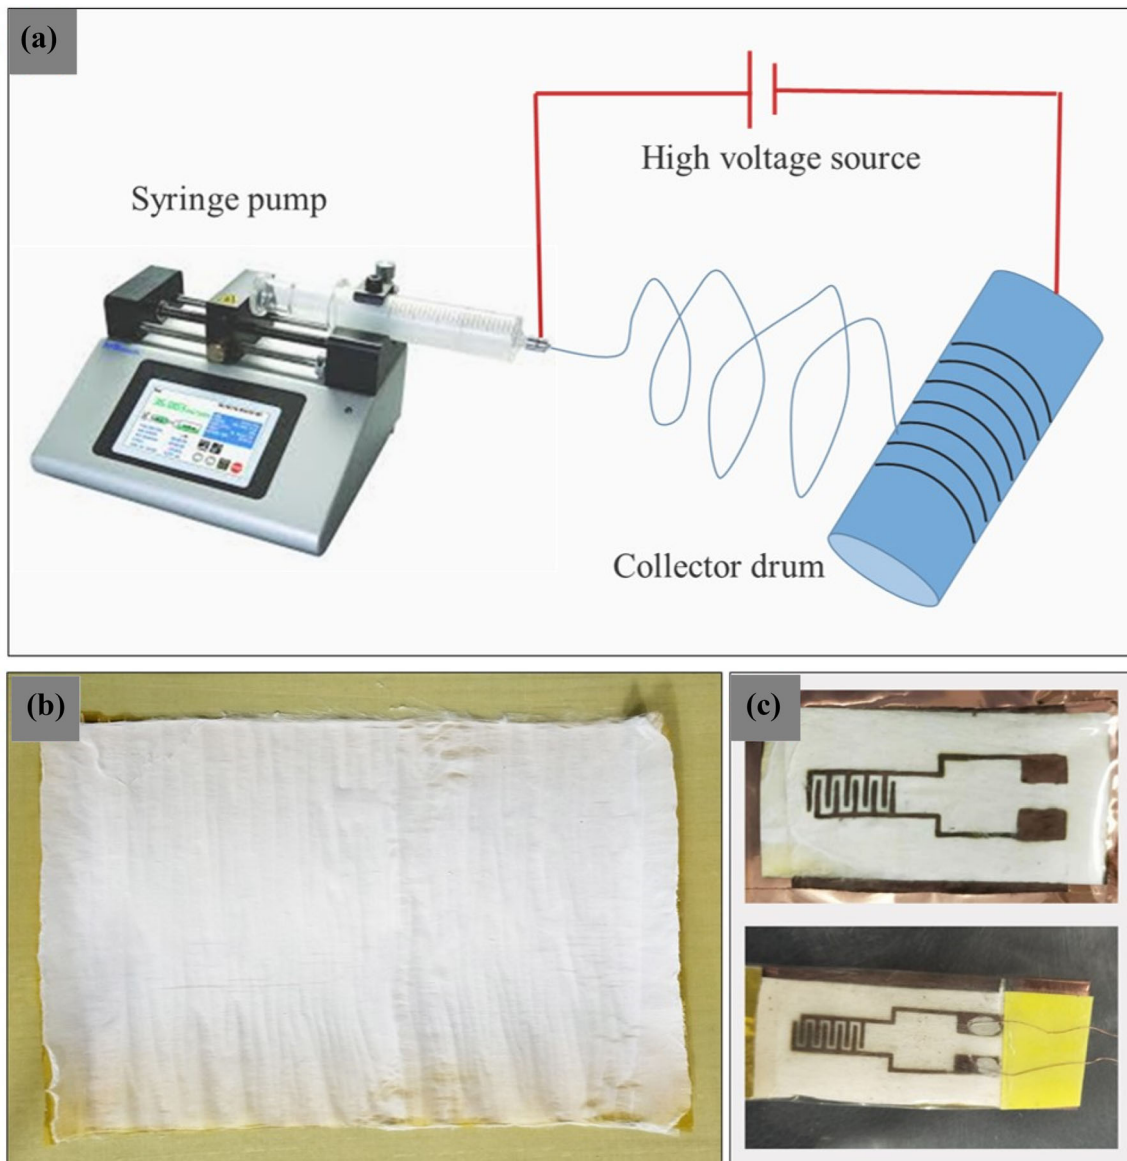 (a)
High voltage source
Syringe pump
Collector drum
(b)
(c)